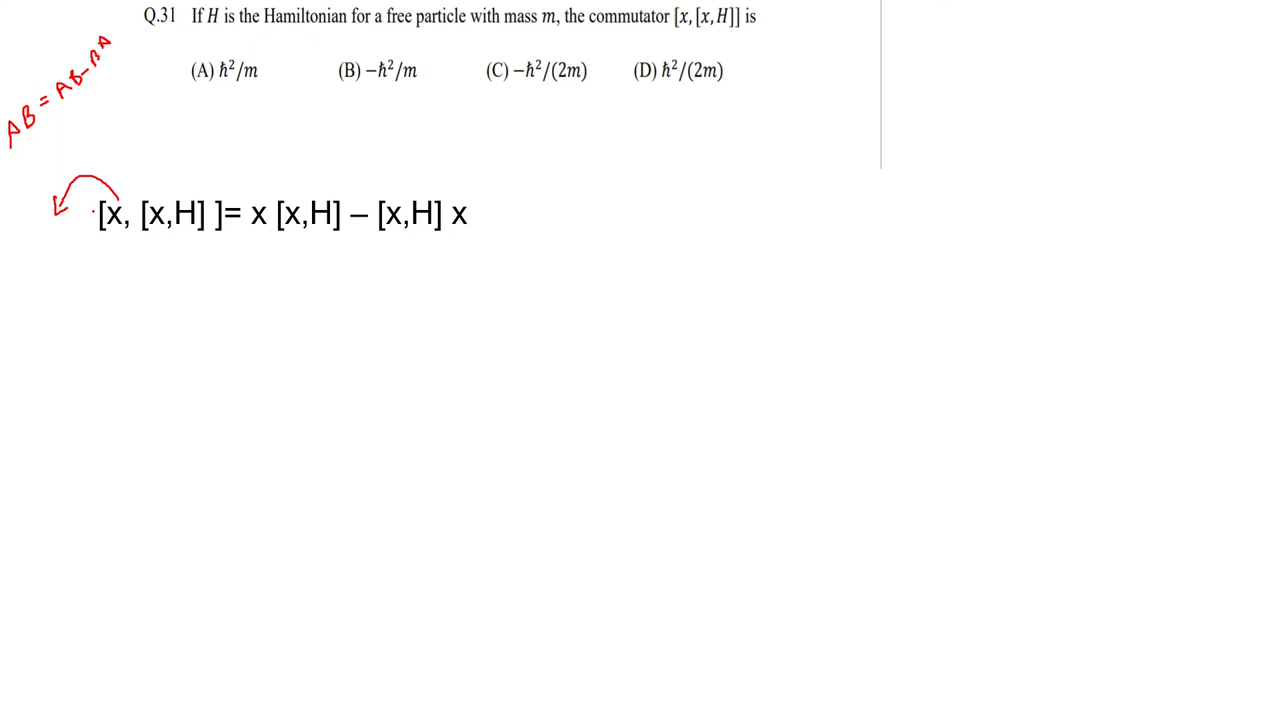 Q.31 If H is the Hamiltonian for a free particle with mass m, the commutator [x, [x, H]] is
(A) ℏ²/m (B) −ℏ²/m (C) −ℏ²/(2m) (D) ℏ²/(2m)
AB = AB-BA
[x, [x,H] ]= x [x,H] – [x,H] x